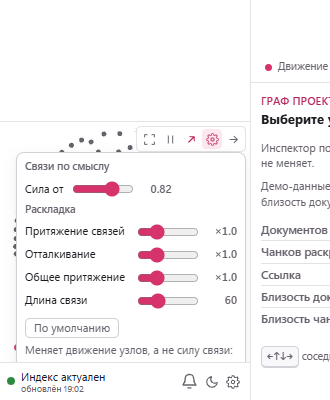 Движение
ГРАФ ПРОЕКТ
Выберите у
Инспектор по
не меняет.
Демо-данные
близость доку
Документов
Чанков раскр
Ссылка
Близость док
Близость чан
соседи
Связи по смыслу
Сила от 0.82
Раскладка
Притяжение связей ×1.0
Отталкивание ×1.0
Общее притяжение ×1.0
Длина связи 60
По умолчанию
Меняет движение узлов, а не силу связи:
Индекс актуален
обновлён 19:02